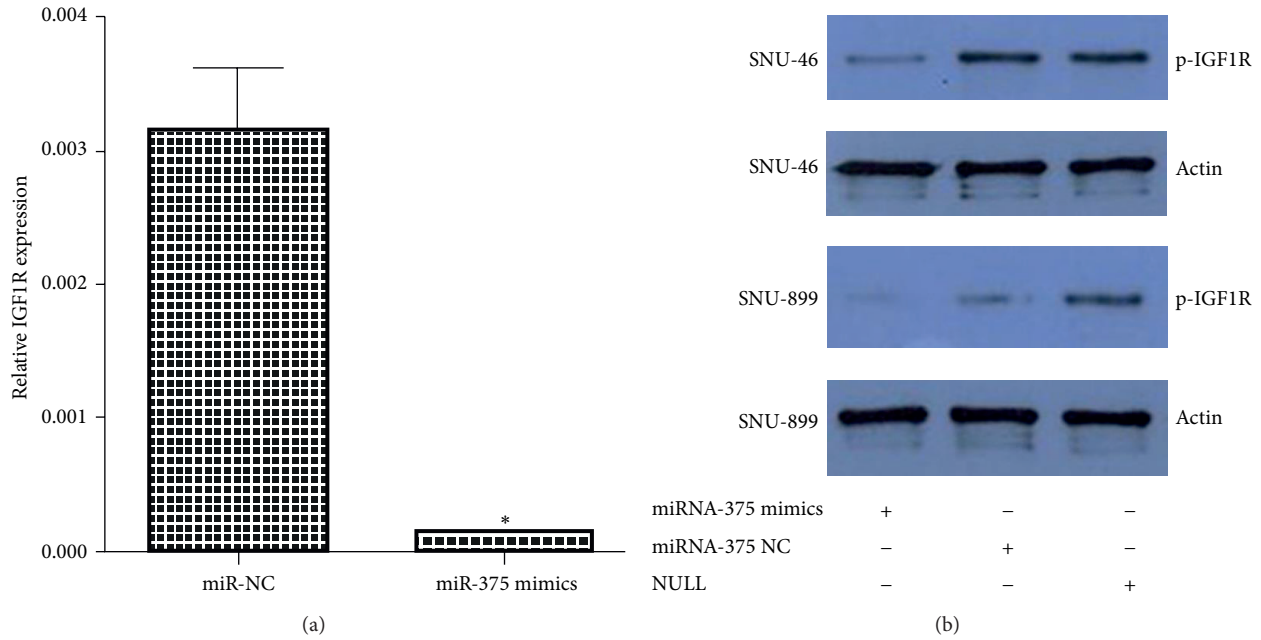 0.004
0.003
0.002
0.001
0.000
Relative IGF1R expression
*
miR-NC
miR-375 mimics
(a)
SNU-46
p-IGF1R
SNU-46
Actin
SNU-899
p-IGF1R
SNU-899
Actin
miRNA-375 mimics + − −
miRNA-375 NC − + −
NULL − − +
(b)